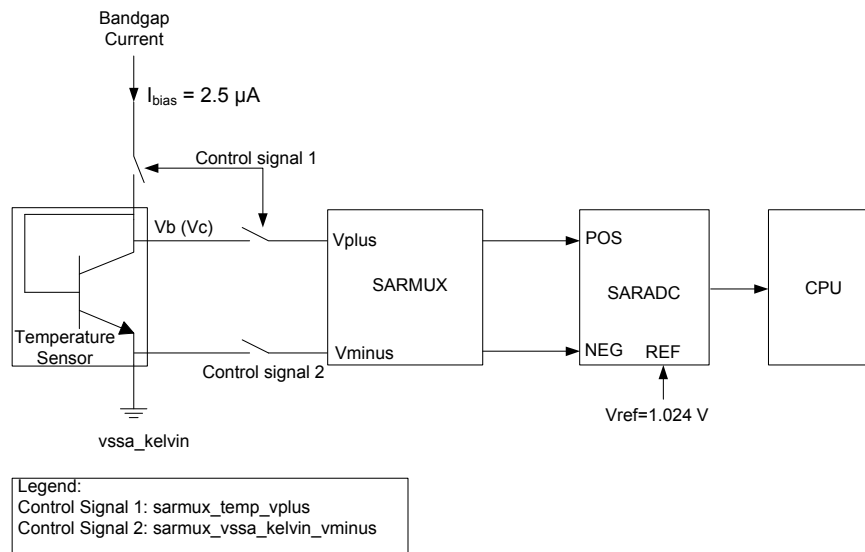 Bandgap
Current
Ibias = 2.5 µA
Control signal 1
Vb (Vc)
Vplus
POS
SARMUX
SARADC
CPU
Temperature
Sensor
Vminus
NEG
REF
Control signal 2
Vref=1.024 V
vssa_kelvin
Legend:
Control Signal 1: sarmux_temp_vplus
Control Signal 2: sarmux_vssa_kelvin_vminus